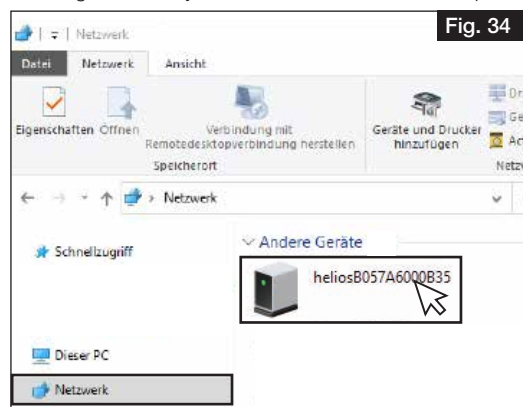 Fig. 34
Netzwerk
Datei Netzwerk Ansicht
Eigenschaften Öffnen
Verbindung mit
Remotedesktopverbindung herstellen
Geräte und Drucker
hinzufügen
Speicherort
> Netzwerk
Schnellzugriff
Andere Geräte
heliosB057A6000B35
Dieser PC
Netzwerk